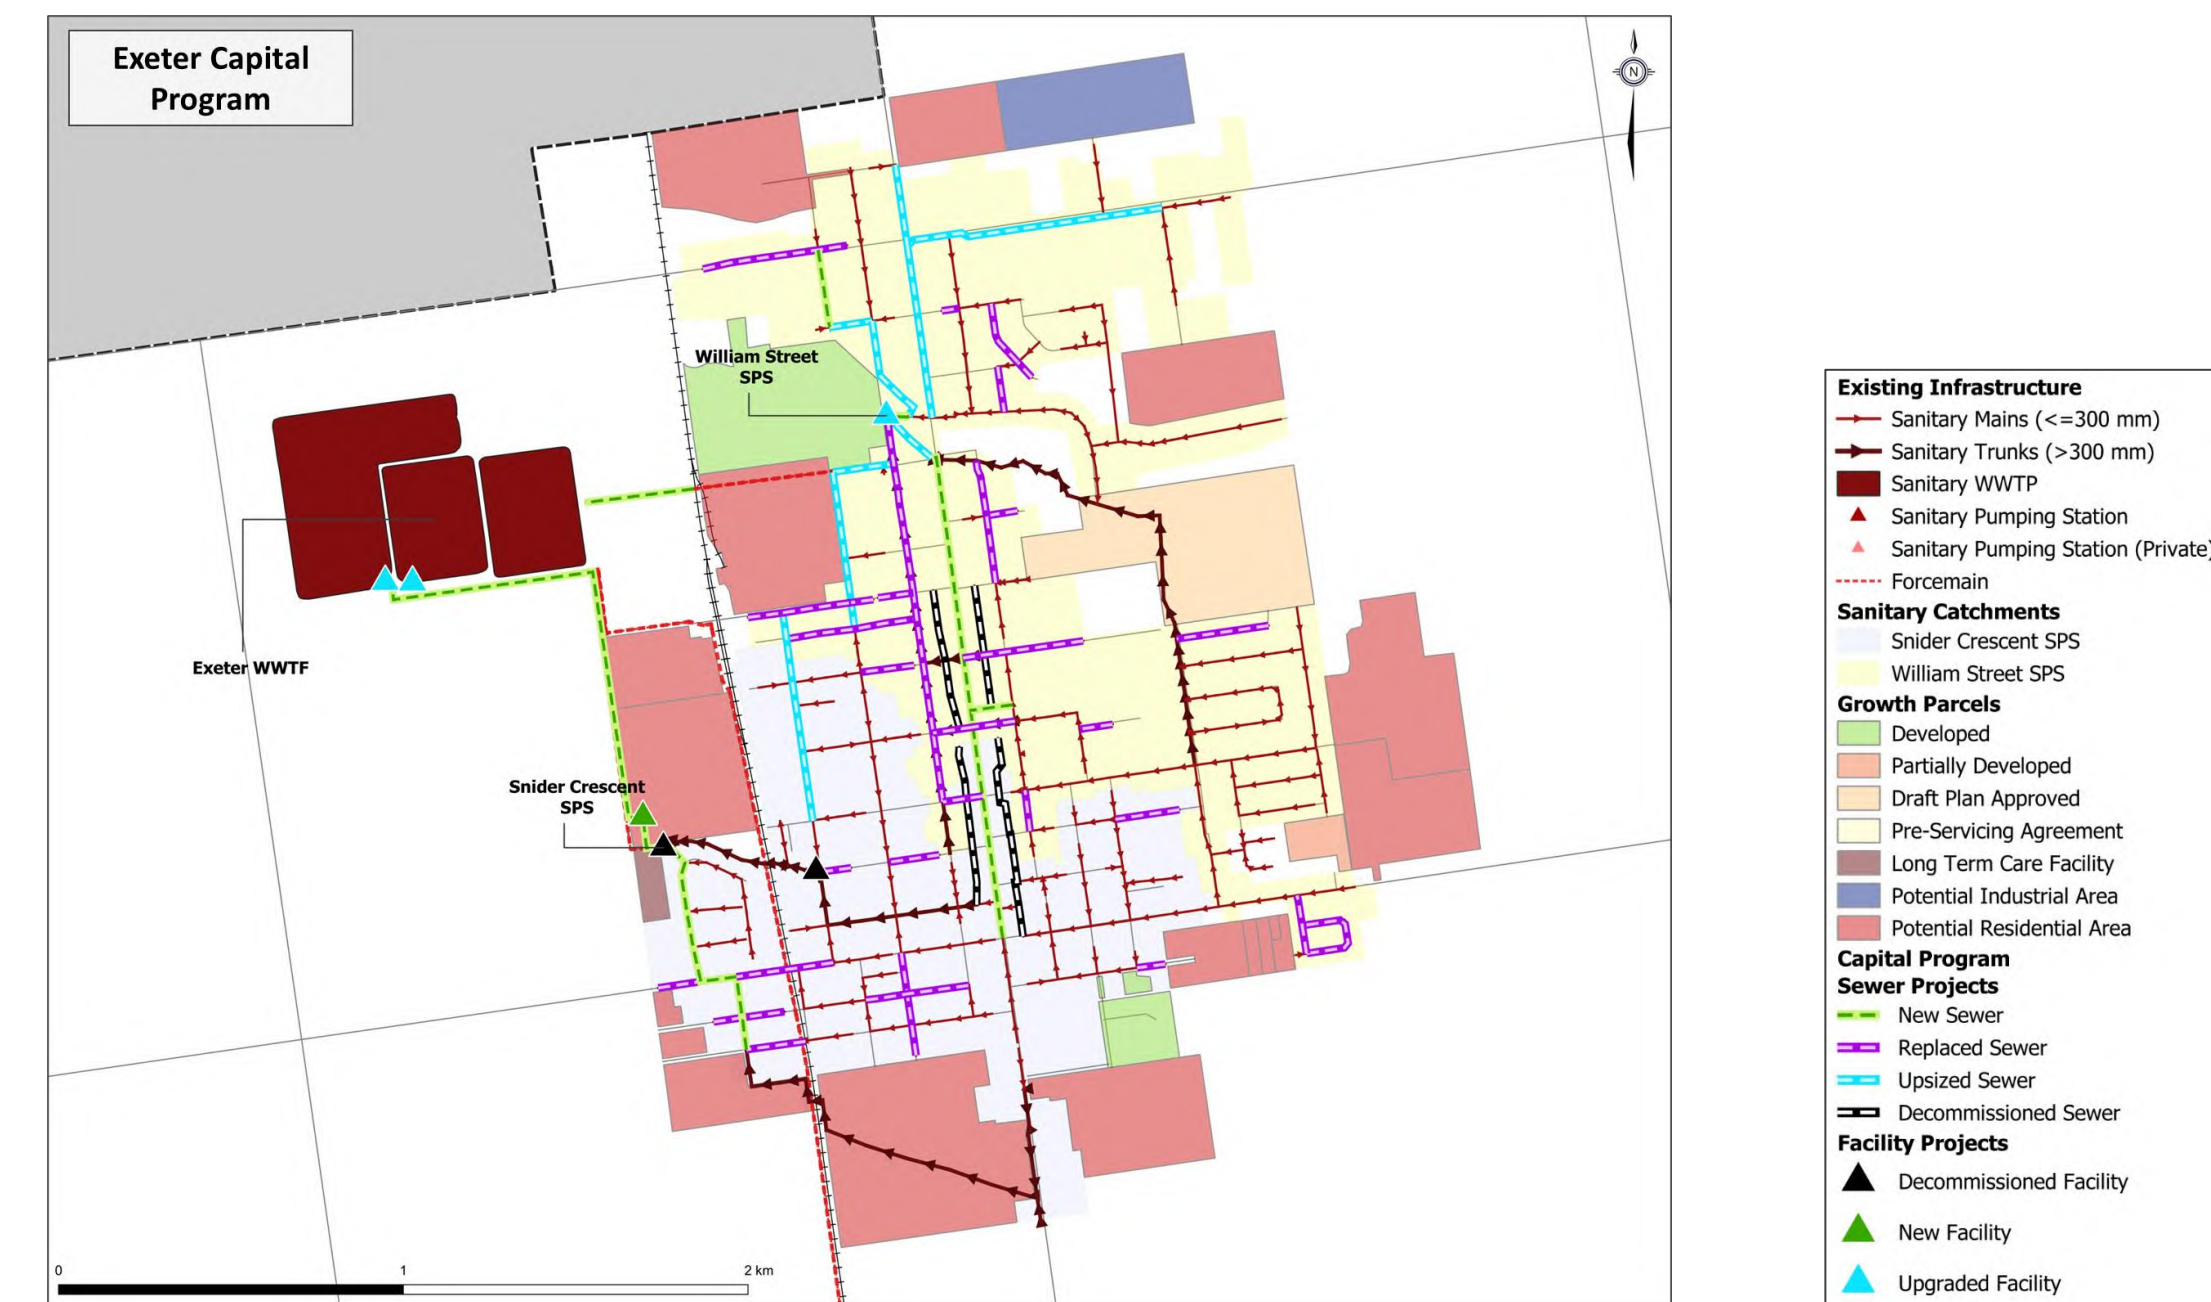 Exeter Capital
Program
N
William Street
SPS
Exeter WWTF
Snider Crescent
SPS
0 1 2 km
Existing Infrastructure
Sanitary Mains (<=300 mm)
Sanitary Trunks (>300 mm)
Sanitary WWTP
Sanitary Pumping Station
Sanitary Pumping Station (Private)
Forcemain
Sanitary Catchments
Snider Crescent SPS
William Street SPS
Growth Parcels
Developed
Partially Developed
Draft Plan Approved
Pre-Servicing Agreement
Long Term Care Facility
Potential Industrial Area
Potential Residential Area
Capital Program
Sewer Projects
New Sewer
Replaced Sewer
Upsized Sewer
Decommissioned Sewer
Facility Projects
Decommissioned Facility
New Facility
Upgraded Facility